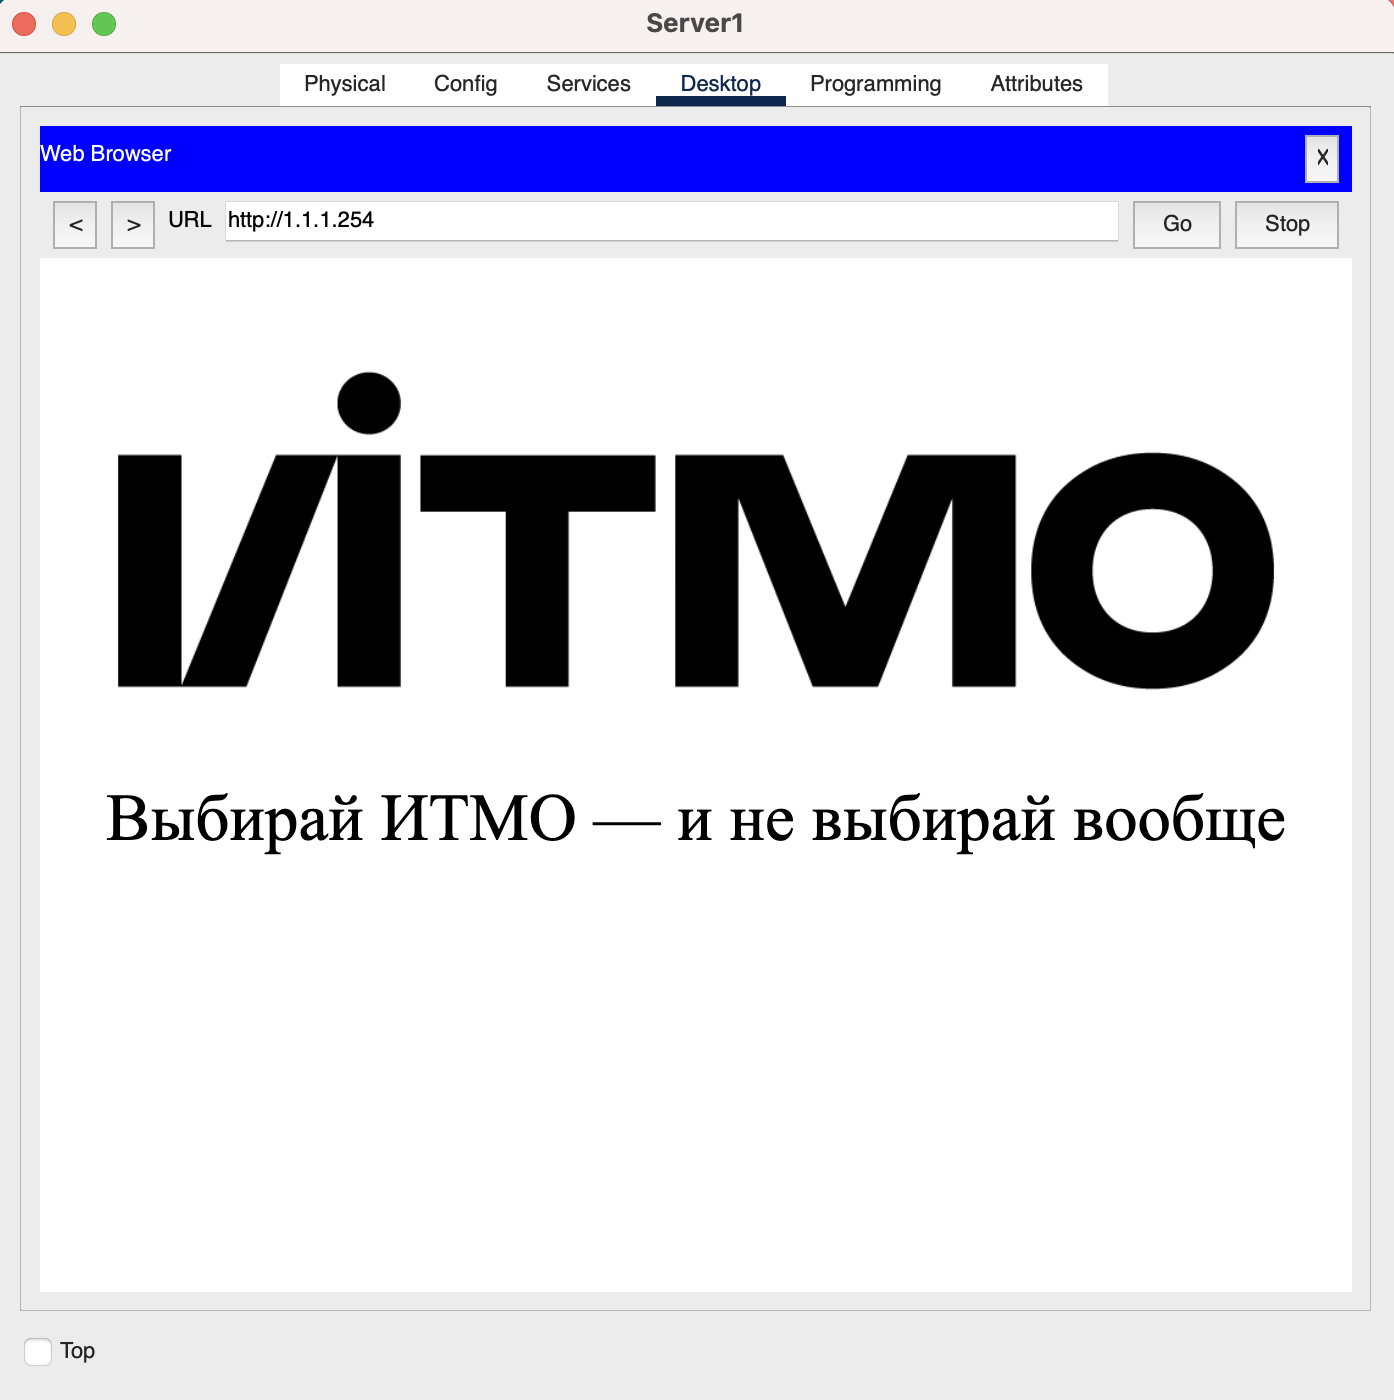 Server1
Physical Config Services Desktop Programming Attributes
Web Browser X
< > URL http://1.1.1.254 Go Stop
ИTMO
Выбирай ИТМО — и не выбирай вообще
Top